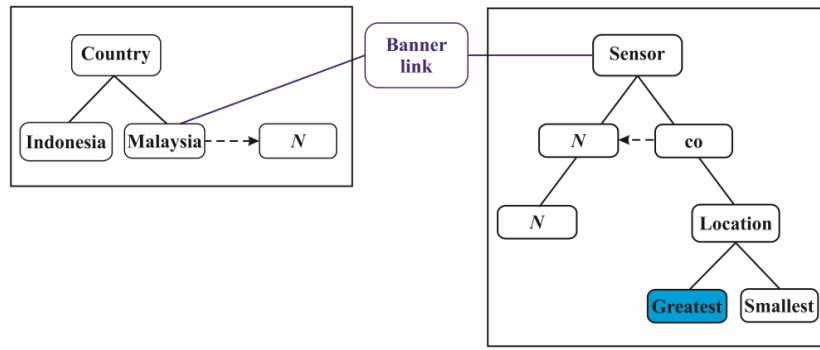 Banner
link
Country
Sensor
Indonesia
Malaysia
N
N
co
N
Location
Greatest
Smallest